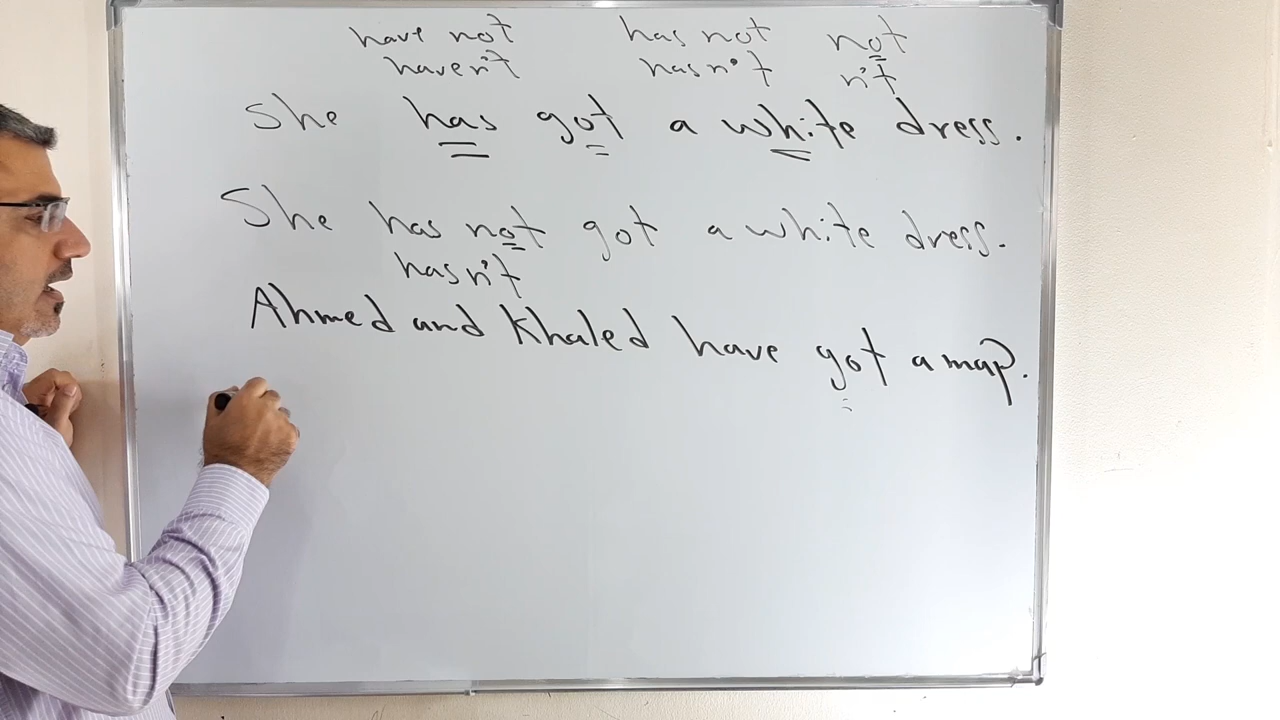 have not has not not
haven't hasn't n't
She has got a white dress.
She has not got a white dress.
hasn't
Ahmed and Khaled have got a map.